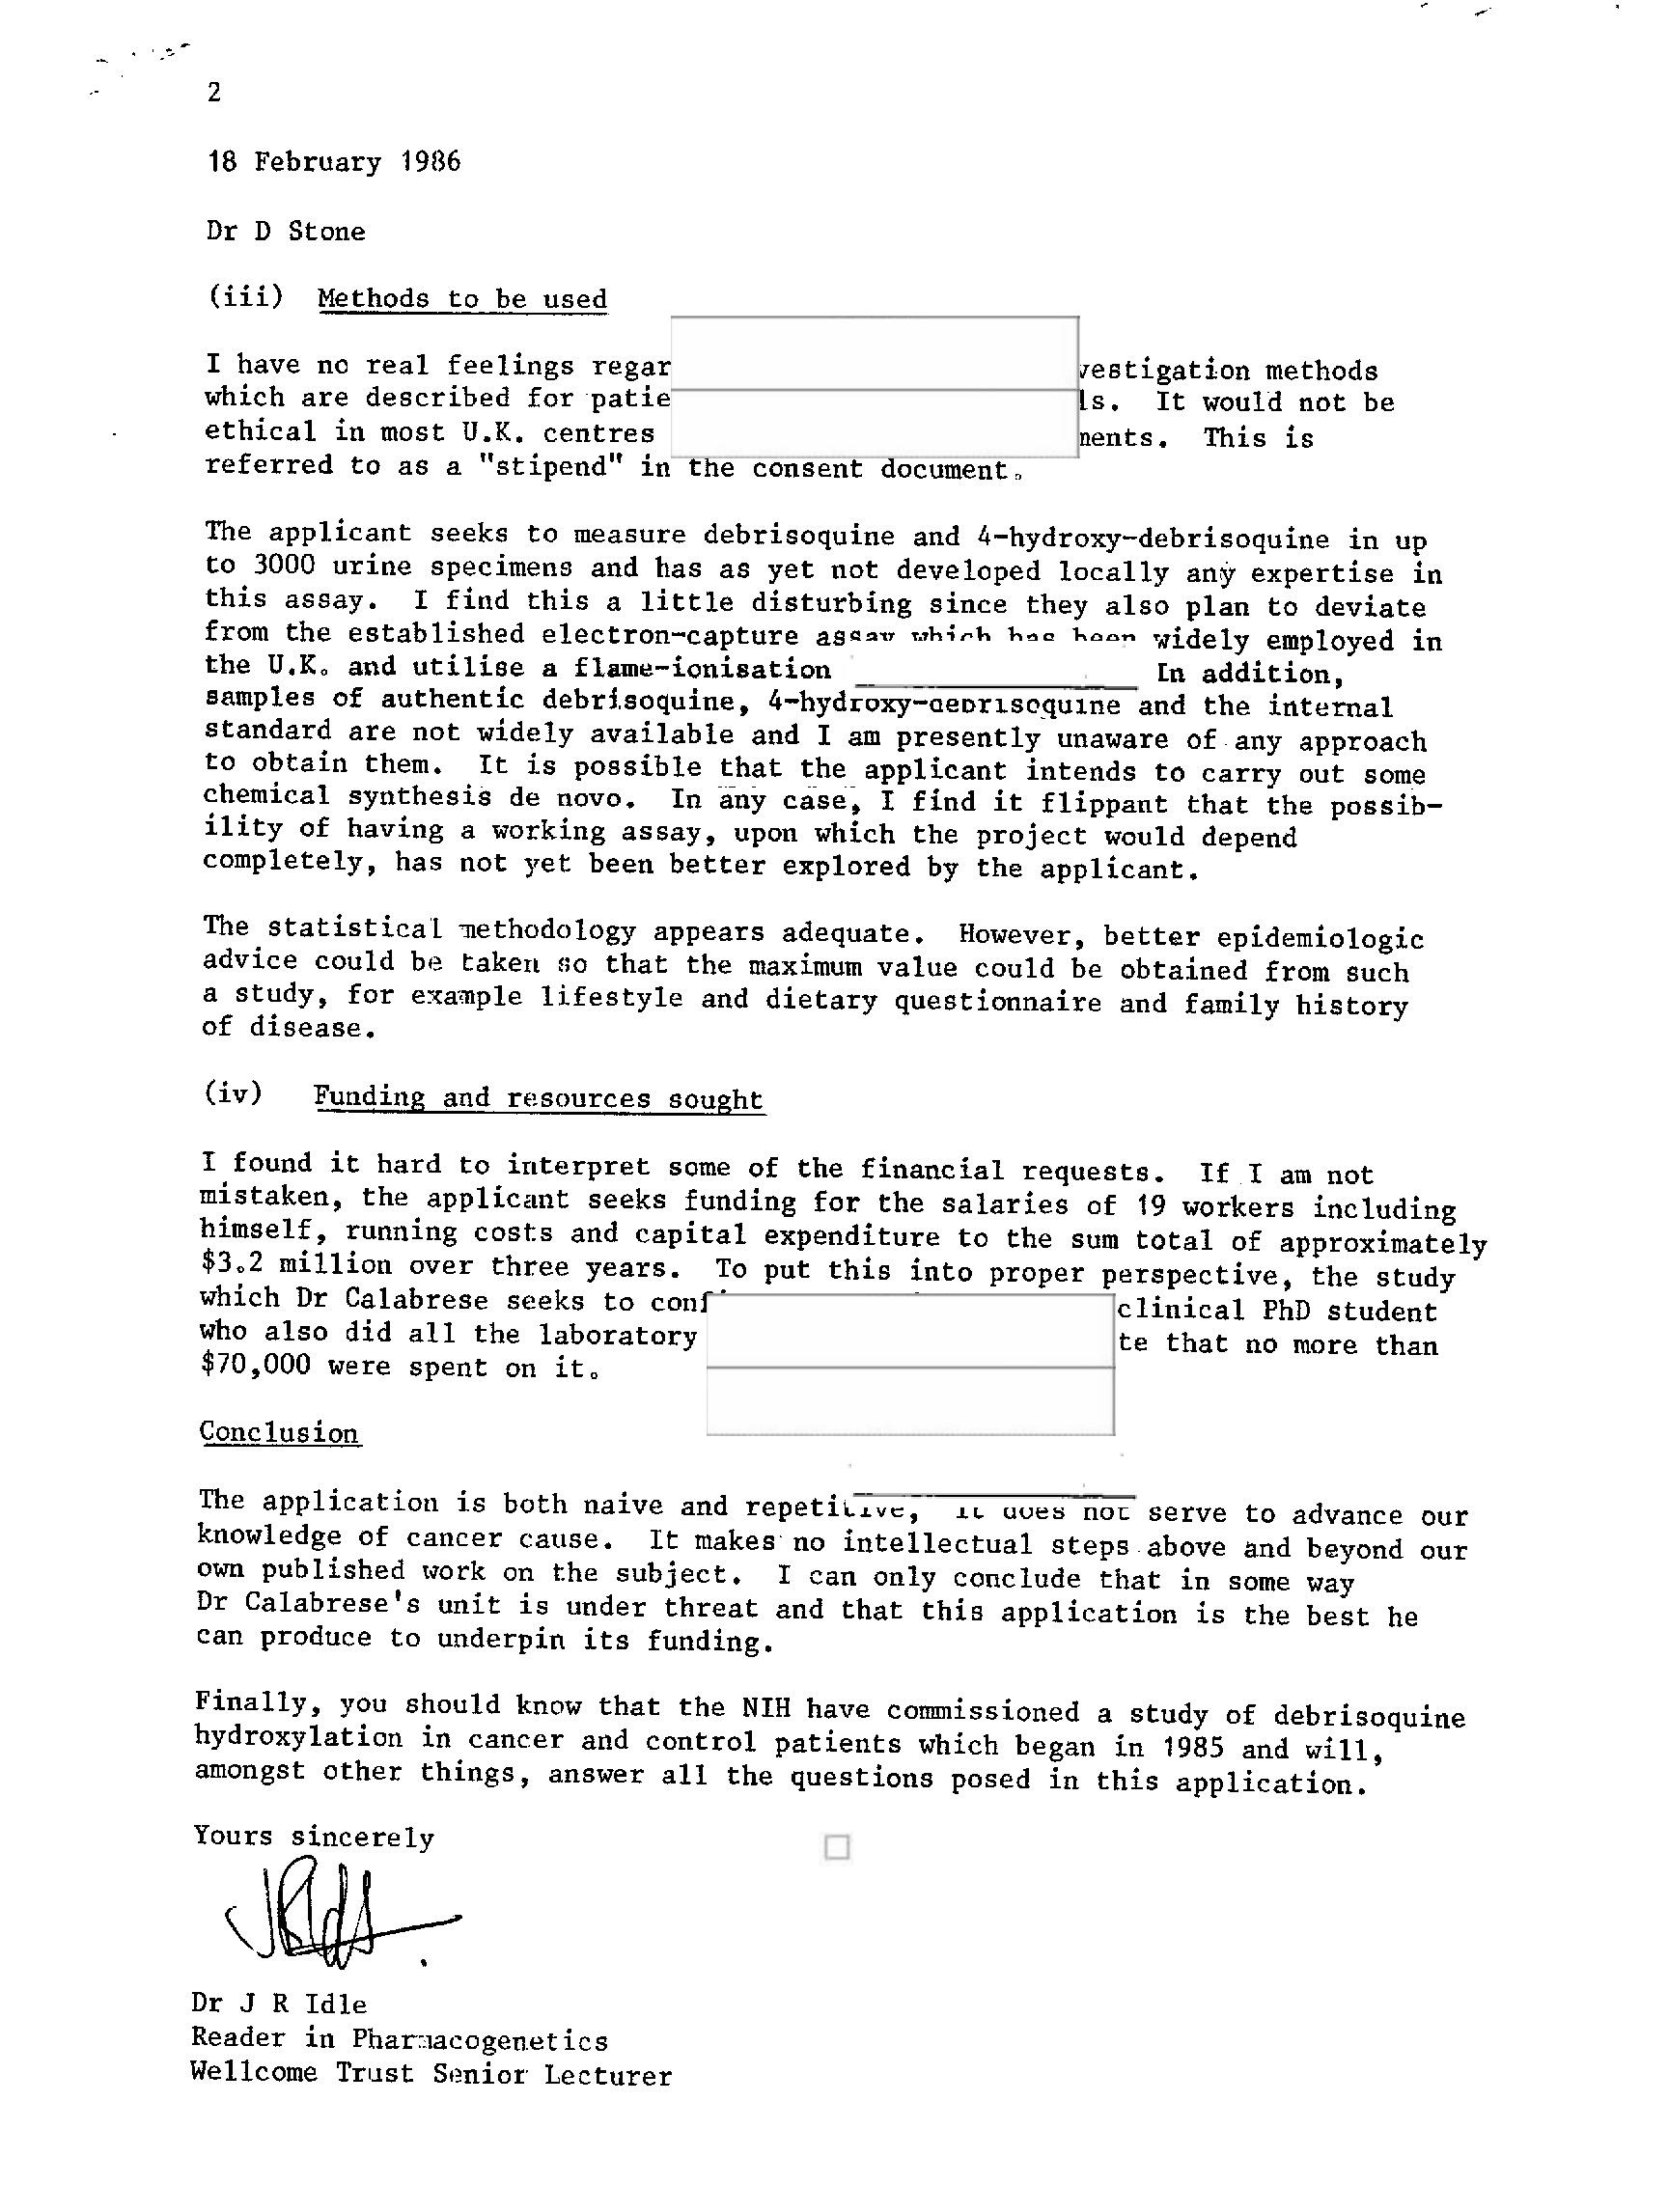 2
18 February 1986
Dr D Stone
(iii) Methods to be used
I have no real feelings regar vestigation methods
which are described for patie ls. It would not be
ethical in most U.K. centres ments. This is
referred to as a "stipend" in the consent document.
The applicant seeks to measure debrisoquine and 4-hydroxy-debrisoquine in up
to 3000 urine specimens and has as yet not developed locally any expertise in
this assay. I find this a little disturbing since they also plan to deviate
from the established electron-capture assay which has been widely employed in
the U.K. and utilise a flame-ionisation In addition,
samples of authentic debrisoquine, 4-hydroxy-debrisoquine and the internal
standard are not widely available and I am presently unaware of any approach
to obtain them. It is possible that the applicant intends to carry out some
chemical synthesis de novo. In any case, I find it flippant that the possib-
ility of having a working assay, upon which the project would depend
completely, has not yet been better explored by the applicant.
The statistical methodology appears adequate. However, better epidemiologic
advice could be taken so that the maximum value could be obtained from such
a study, for example lifestyle and dietary questionnaire and family history
of disease.
(iv) Funding and resources sought
I found it hard to interpret some of the financial requests. If I am not
mistaken, the applicant seeks funding for the salaries of 19 workers including
himself, running costs and capital expenditure to the sum total of approximately
$3.2 million over three years. To put this into proper perspective, the study
which Dr Calabrese seeks to conf clinical PhD student
who also did all the laboratory te that no more than
$70,000 were spent on it.
Conclusion
The application is both naive and repetitive, it does not serve to advance our
knowledge of cancer cause. It makes no intellectual steps above and beyond our
own published work on the subject. I can only conclude that in some way
Dr Calabrese's unit is under threat and that this application is the best he
can produce to underpin its funding.
Finally, you should know that the NIH have commissioned a study of debrisoquine
hydroxylation in cancer and control patients which began in 1985 and will,
amongst other things, answer all the questions posed in this application.
Yours sincerely
Dr J R Idle
Reader in Pharmacogenetics
Wellcome Trust Senior Lecturer